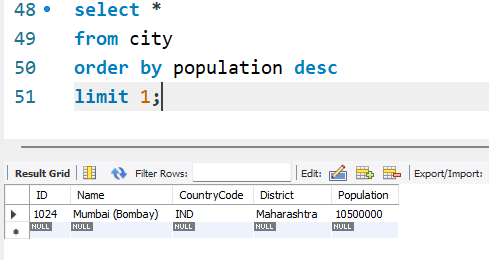 48 select *
49 from city
50 order by population desc
51 limit 1;
Result Grid Filter Rows: Edit: Export/Import:
ID Name CountryCode District Population
1024 Mumbai (Bombay) IND Maharashtra 10500000
NULL NULL NULL NULL NULL